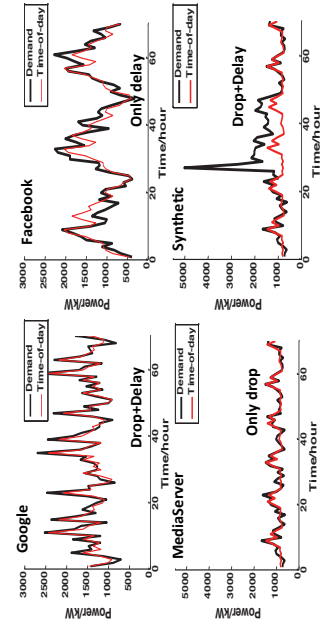 Google
Demand
Time-of-day
3000
2500
2000
1500
1000
500
0
Power/kW
Drop+Delay
0
20
40
60
Time/hour
Facebook
Demand
Time-of-day
3000
2500
2000
1500
1000
500
0
Power/kW
Only delay
0
20
40
60
Time/hour
MediaServer
Demand
Time-of-day
5000
4000
3000
2000
1000
0
Power/kW
Only drop
0
20
40
60
Time/hour
Synthetic
Demand
Time-of-day
5000
4000
3000
2000
1000
0
Power/kW
Drop+Delay
0
20
40
60
Time/hour